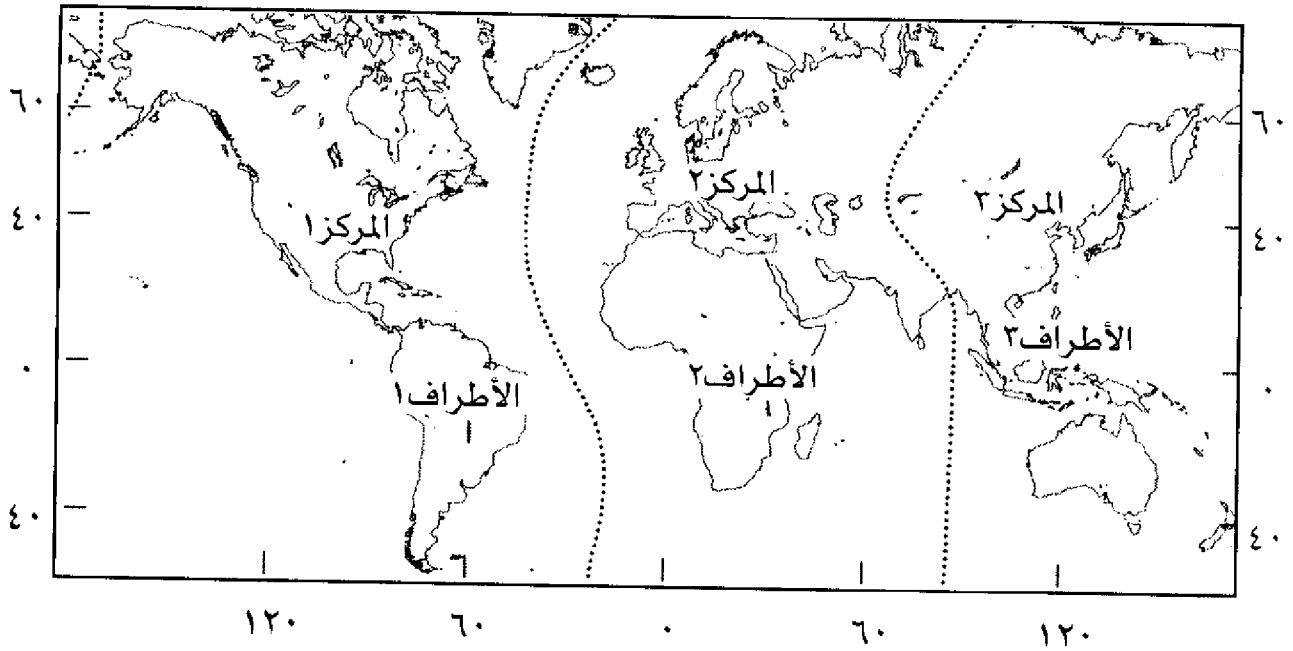 ٦٠
٦٠
المركز٢
المركز٣
٤٠
المركز١
٤٠
الأطراف٣
٠
الأطراف١
الأطراف٢
٠
٤٠
٤٠
١٢٠
٦٠
٠
٦٠
١٢٠